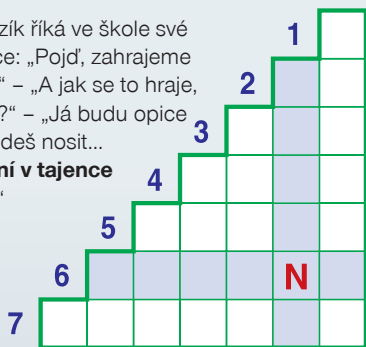 zík říká ve škole své
ce: „Pojď, zahrajeme
“ – „A jak se to hraje,
?“ – „Já budu opice
deš nosit...
ní v tajence
“
1
2
3
4
5
6
N
7